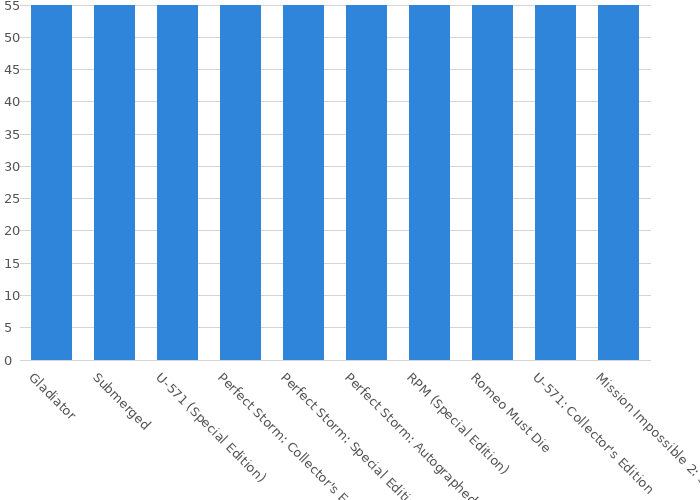 55
50
45
40
35
30
25
20
15
10
5
0
Gladiator
Submerged
U-571 (Special Edition)
Perfect Storm: Collector's E
Perfect Storm: Special Editi
Perfect Storm: Autographed
RPM (Special Edition)
Romeo Must Die
U-571: Collector's Edition
Mission Impossible 2: